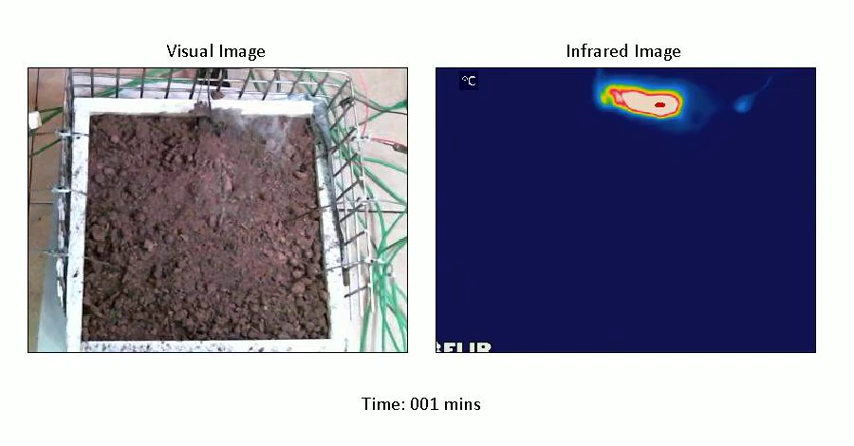 Visual Image
Infrared Image
°C
FLIR
Time: 001 mins